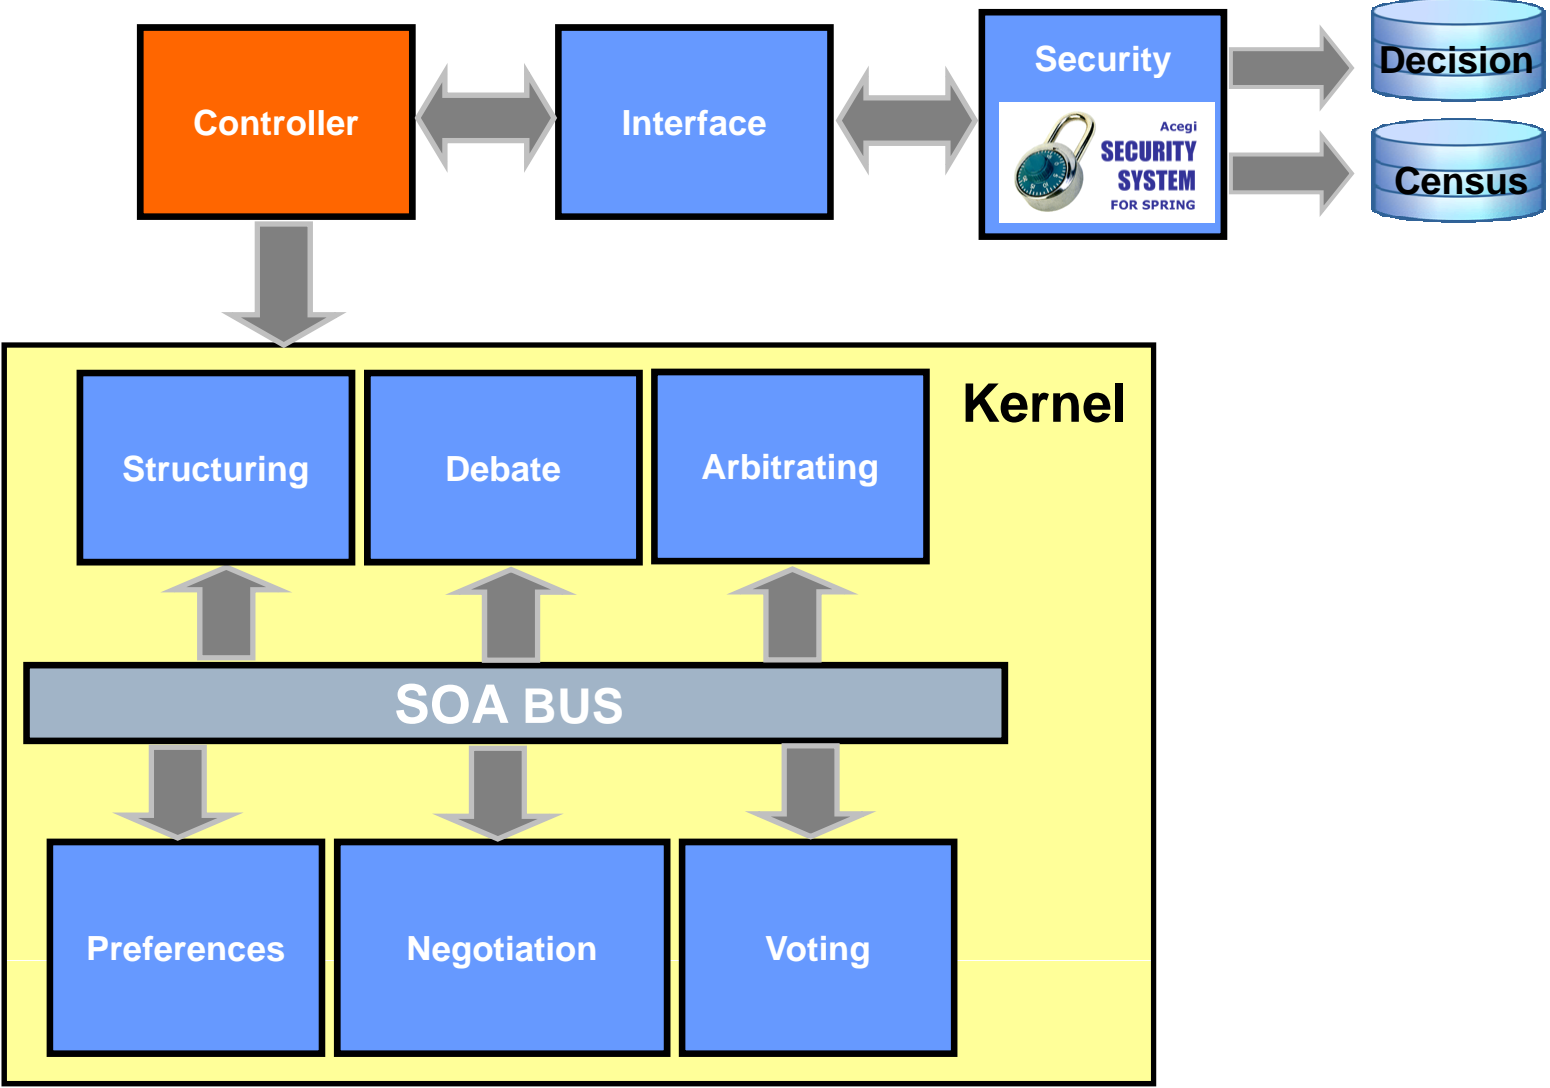 Controller
Interface
Security
Acegi
SECURITY
SYSTEM
FOR SPRING
Decision
Census
Kernel
Structuring
Debate
Arbitrating
SOA BUS
Preferences
Negotiation
Voting